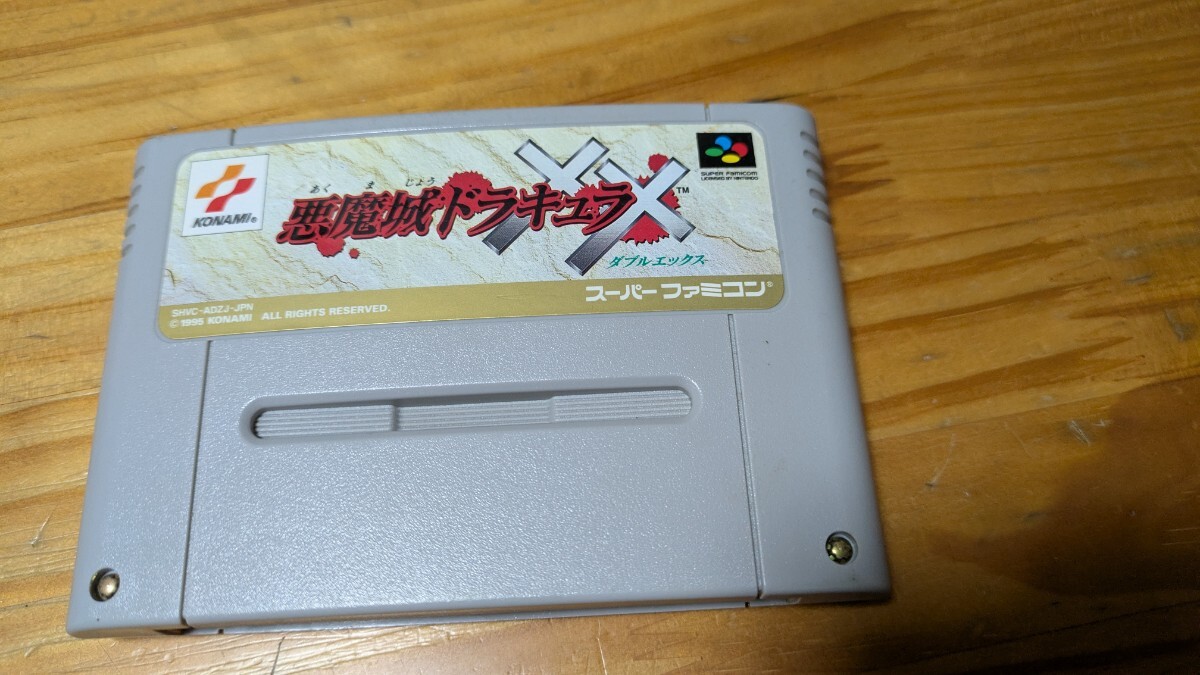 KONAMI®
あくまじょう
悪魔城ドラキュラXX™
ダブルエックス
SUPER FAMICOM
LICENSED BY NINTENDO
スーパーファミコン®
SHVC-ADZJ-JPN
© 1995 KONAMI ALL RIGHTS RESERVED.